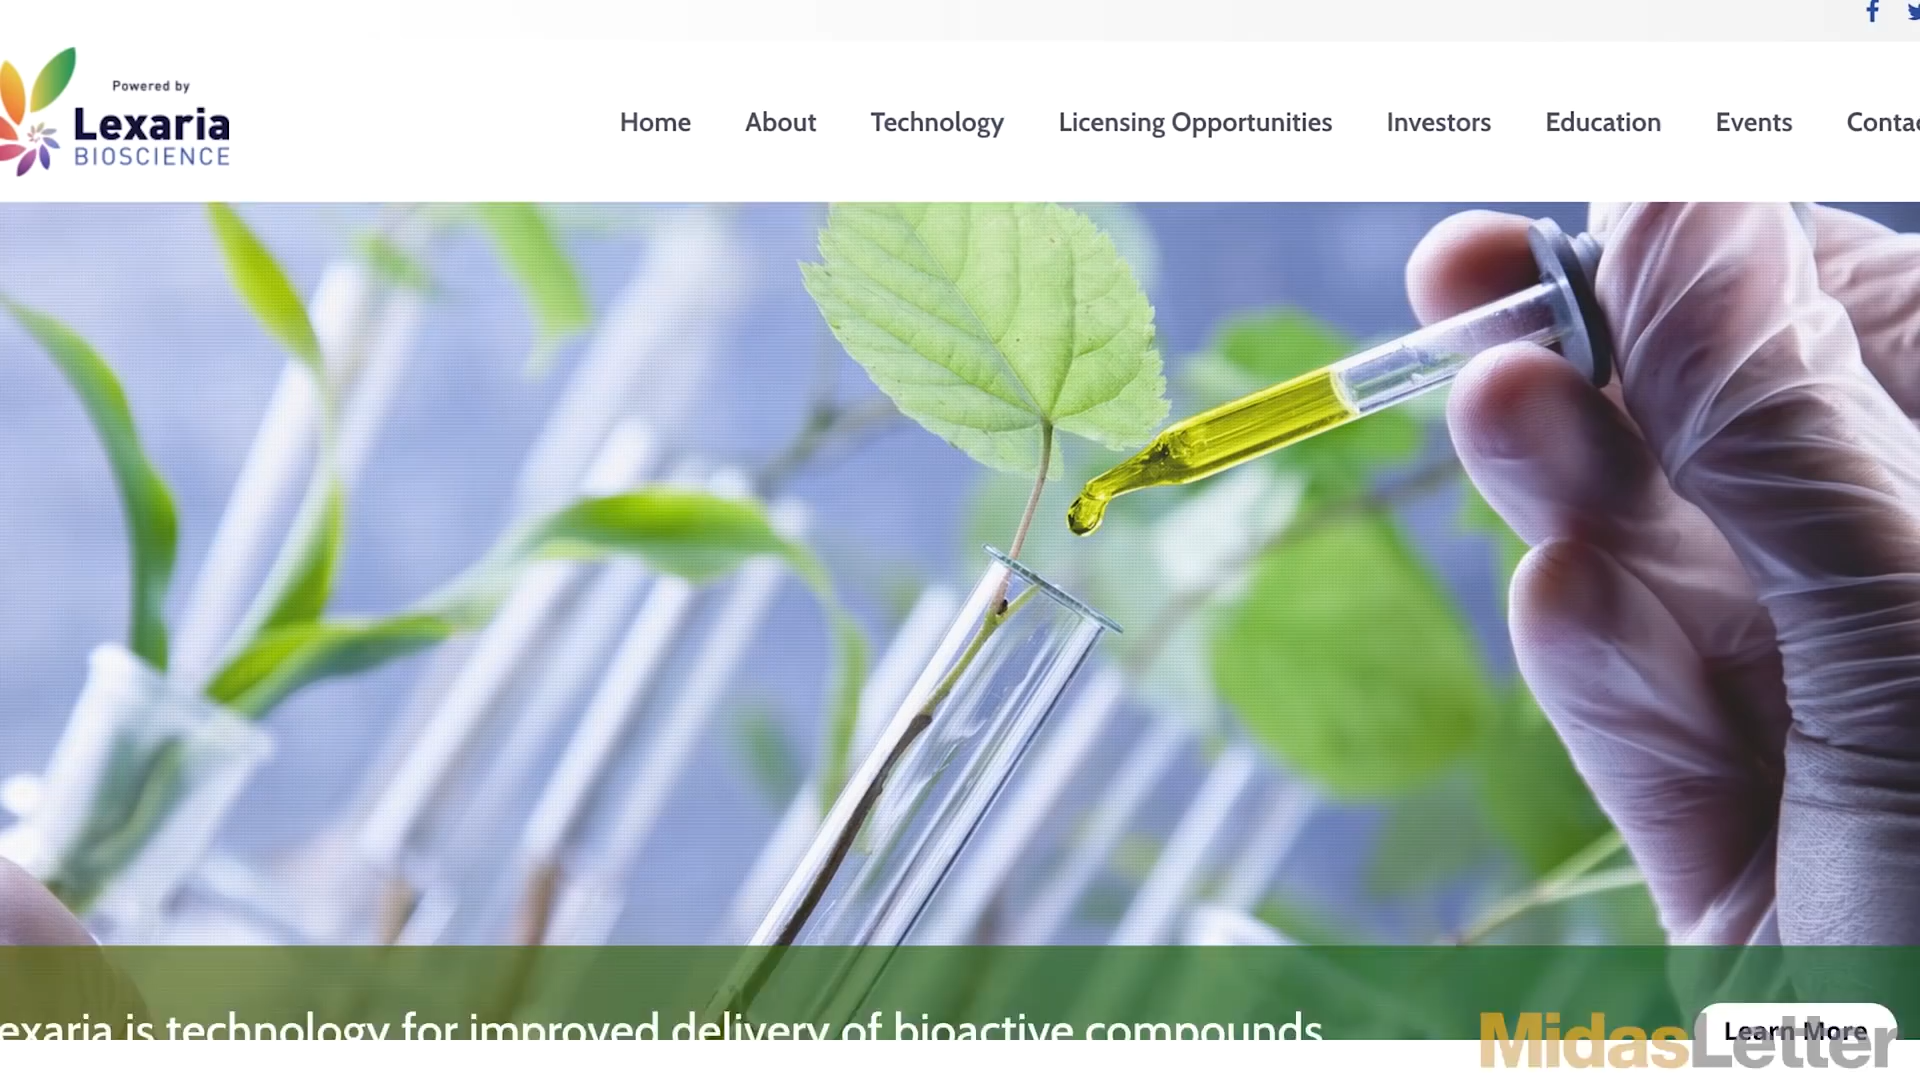 Powered by
Lexaria
BIOSCIENCE
Home About Technology Licensing Opportunities Investors Education Events Contac
exaria is technology for improved delivery of bioactive compounds
Learn More
MidasLetter